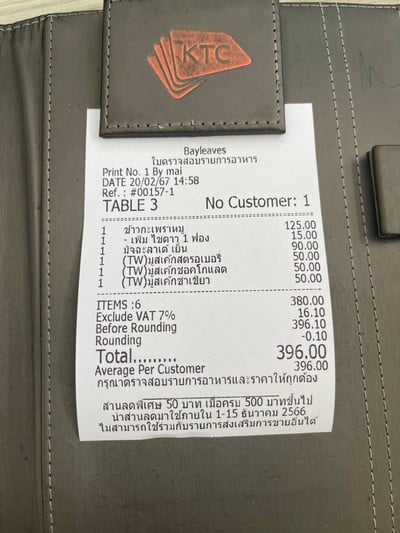 KTC
Bayleaves
ใบตรวจสอบรายการอาหาร
Print No. 1 By mai
DATE 20/02/67 14:58
Ref. : #00157-1
TABLE 3 No Customer: 1
1 ข้าวกะเพราหมู 125.00
1 - เพิ่ม ไข่ดาว 1 ฟอง 15.00
1 มัจฉะลาเต้ เย็น 90.00
1 (TW)มูสเค้กสตรอเบอรี่ 50.00
1 (TW)มูสเค้กชอคโกแลต 50.00
1 (TW)มูสเค้กชาเขียว 50.00
ITEMS :6 380.00
Exclude VAT 7% 16.10
Before Rounding 396.10
Rounding -0.10
Total......... 396.00
Average Per Customer 396.00
กรุณาตรวจสอบรายการอาหารและราคาให้ถูกต้อง
ส่วนลดพิเศษ 50 บาท เมื่อครบ 500 บาทขึ้นไป
นำส่วนลดมาใช้ภายใน 1-15 ธันวาคม 2566
ไม่สามารถใช้ร่วมกับรายการส่งเสริมการขายอื่นได้